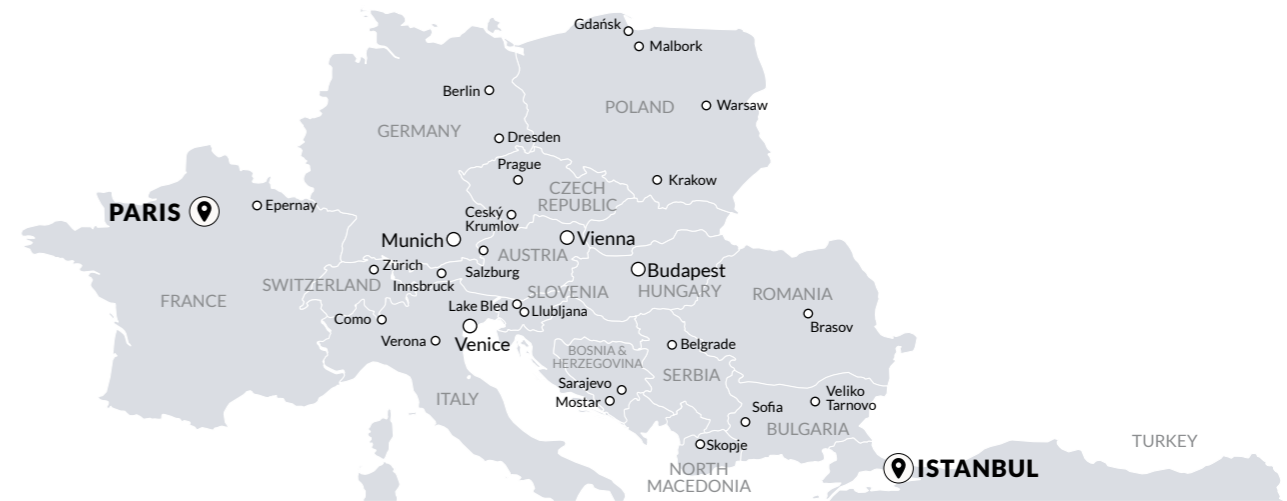 Gdańsk
Malbork
Berlin
POLAND
Warsaw
GERMANY
Dresden
Prague
Krakow
CZECH
REPUBLIC
PARIS
Epernay
Ceský
Krumlov
Munich
Vienna
AUSTRIA
Salzburg
Zürich
SWITZERLAND
Innsbruck
Budapest
HUNGARY
SLOVENIA
ROMANIA
FRANCE
Lake Bled
Llubljana
Como
Brasov
Verona
Venice
Belgrade
BOSNIA &
HERZEGOVINA
SERBIA
Sarajevo
Mostar
ITALY
Veliko
Tarnovo
Sofia
BULGARIA
Skopje
TURKEY
NORTH
MACEDONIA
ISTANBUL